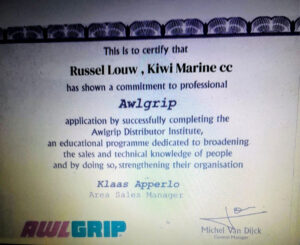 This is to certify that
Russel Louw , Kiwi Marine cc
has shown a commitment to professional
Awlgrip
application by successfully completing the
Awlgrip Distributor Institute,
an educational programme dedicated to broadening
the sales and technical knowledge of people
and by doing so, strengthening their organisation
Klaas Apperlo
Area Sales Manager
Michel Van Dijck
General Manager
AWLGRIP